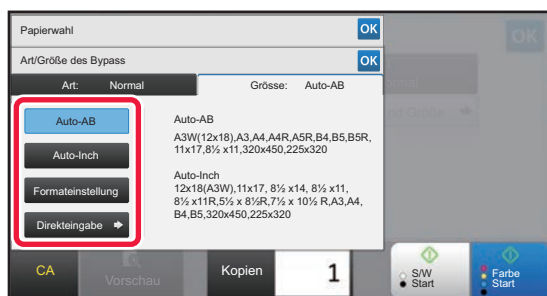 Papierwahl
OK
OK
Art/Größe des Bypass
OK
Art: Normal
Grösse: Auto-AB
Auto-AB
Auto-Inch
Formateinstellung
Direkteingabe
Auto-AB
A3W(12x18),A3,A4,A4R,A5R,B4,B5,B5R,
11x17,8½ x11,320x450,225x320
Auto-Inch
12x18(A3W),11x17, 8½ x14, 8½ x11,
8½ x11R,5½ x 8½R,7½ x 10½ R,A3,A4,
B4,B5,320x450,225x320
CA
Vorschau
Kopien
1
S/W
Start
Farbe
Start